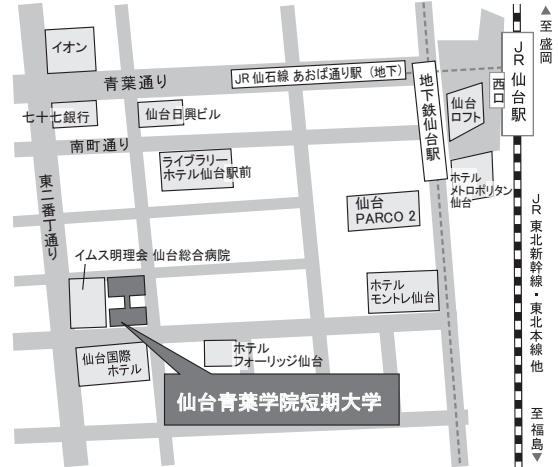 ▲至盛岡
イオン
JR仙台駅
JR仙石線 あおば通り駅（地下）
青葉通り
西口
地下鉄仙台駅
仙台
ロフト
七十七銀行
仙台日興ビル
南町通り
ライブラリー
ホテル仙台駅前
ホテル
メトロポリタン
仙台
東二番丁通り
仙台
PARCO 2
JR東北新幹線・東北本線 他
イムス明理会 仙台総合病院
ホテル
モントレ仙台
仙台国際
ホテル
ホテル
フォーリッジ仙台
仙台青葉学院短期大学
至福島▼